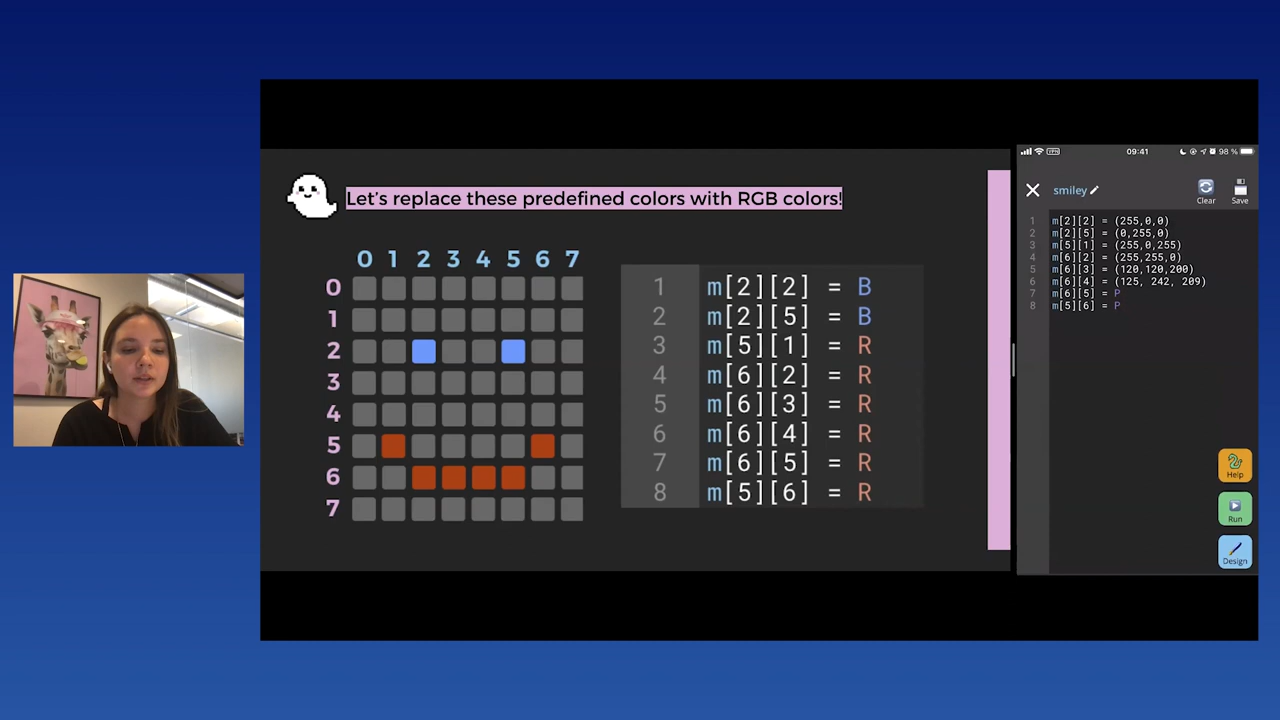 Let's replace these predefined colors with RGB colors!
0 1 2 3 4 5 6 7
0
1
2
3
4
5
6
7
1 m[2][2] = B
2 m[2][5] = B
3 m[5][1] = R
4 m[6][2] = R
5 m[6][3] = R
6 m[6][4] = R
7 m[6][5] = R
8 m[5][6] = R
VPN 09:41 98 %
smiley
Clear Save
1 m[2][2] = (255,0,0)
2 m[2][5] = (0,255,0)
3 m[5][1] = (255,0,255)
4 m[6][2] = (255,255,0)
5 m[6][3] = (120,120,200)
6 m[6][4] = (125, 242, 209)
7 m[6][5] = P
8 m[5][6] = P
Help
Run
Design